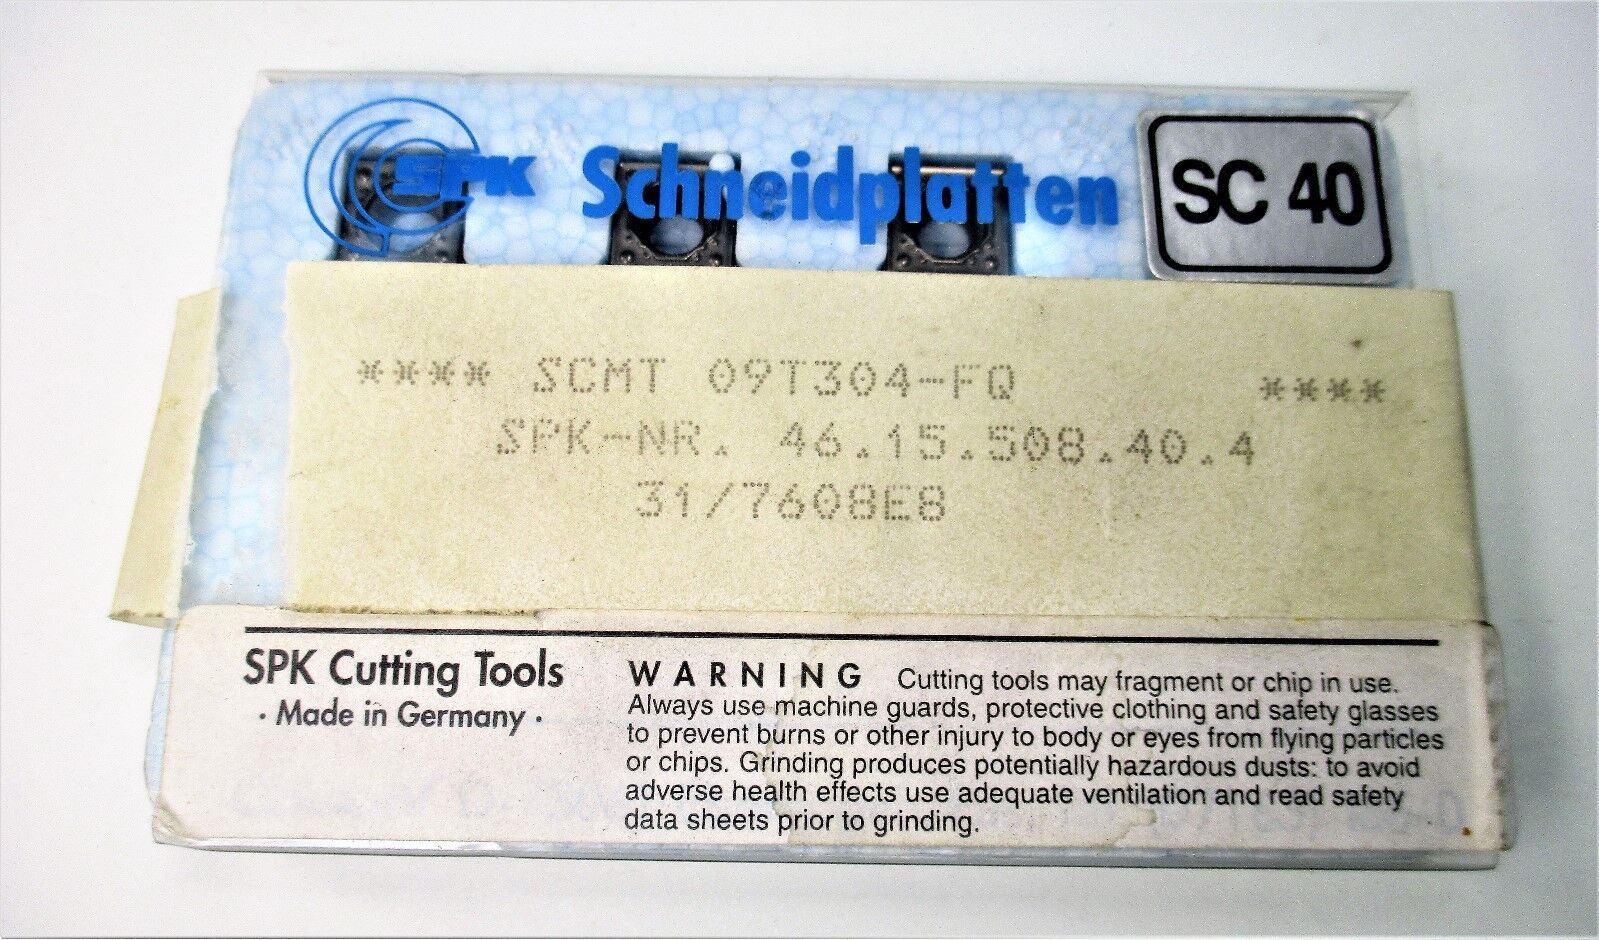 SPK Schneidplatten SC 40
**** SCMT 09T304-FQ ****
SPK-NR. 46.15.508.40.4
31/7608E8
SPK Cutting Tools
· Made in Germany ·
WARNING Cutting tools may fragment or chip in use.
Always use machine guards, protective clothing and safety glasses
to prevent burns or other injury to body or eyes from flying particles
or chips. Grinding produces potentially hazardous dusts: to avoid
adverse health effects use adequate ventilation and read safety
data sheets prior to grinding.